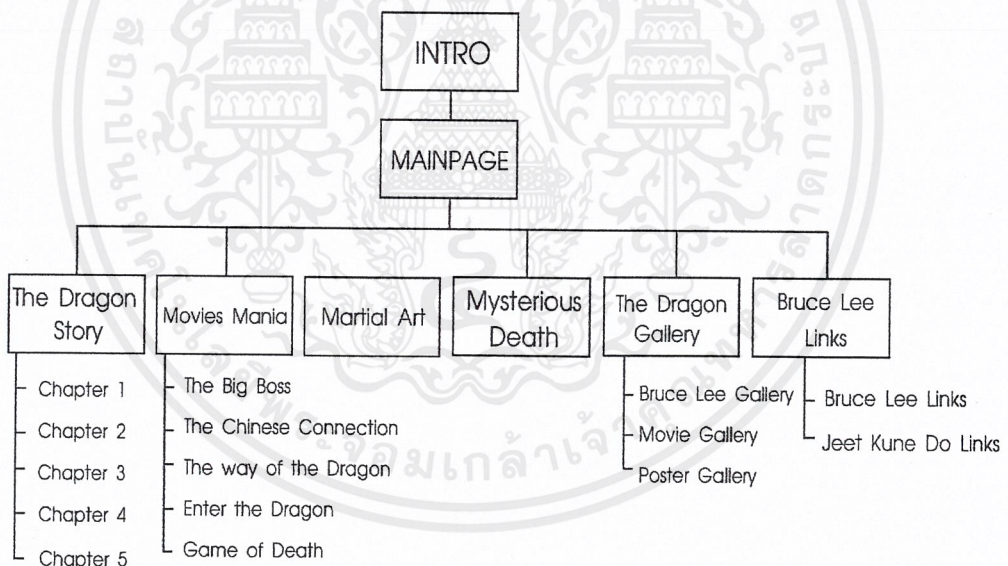 INTRO
MAINPAGE
The Dragon
Story
Movies Mania
Martial Art
Mysterious
Death
The Dragon
Gallery
Bruce Lee
Links
Chapter 1
Chapter 2
Chapter 3
Chapter 4
Chapter 5
The Big Boss
The Chinese Connection
The way of the Dragon
Enter the Dragon
Game of Death
Bruce Lee Gallery
Movie Gallery
Poster Gallery
Bruce Lee Links
Jeet Kune Do Links